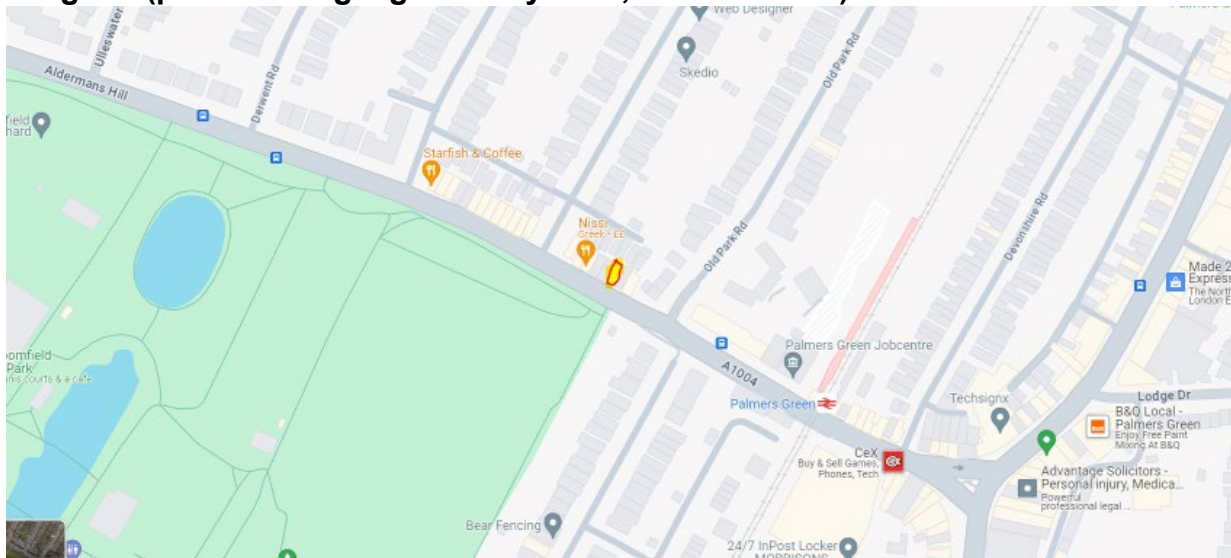 Web Designer
Ulleswater
Skedio
Old Park Rd
Aldermans Hill
Derwent Rd
Starfish & Coffee
Nissi
Greek - ££
Old Park Rd
Devonshire Rd
Made 2
Express
The North
London E
Palmers Green Jobcentre
A1004
Palmers Green
Techsignx
Lodge Dr
B&Q Local -
Palmers Green
Enjoy Free Paint
Mixing At B&Q
CeX
Buy & Sell Games,
Phones, Tech
Advantage Solicitors -
Personal injury, Medica...
Powerful
professional legal ...
Park
Bear Fencing
24/7 InPost Locker